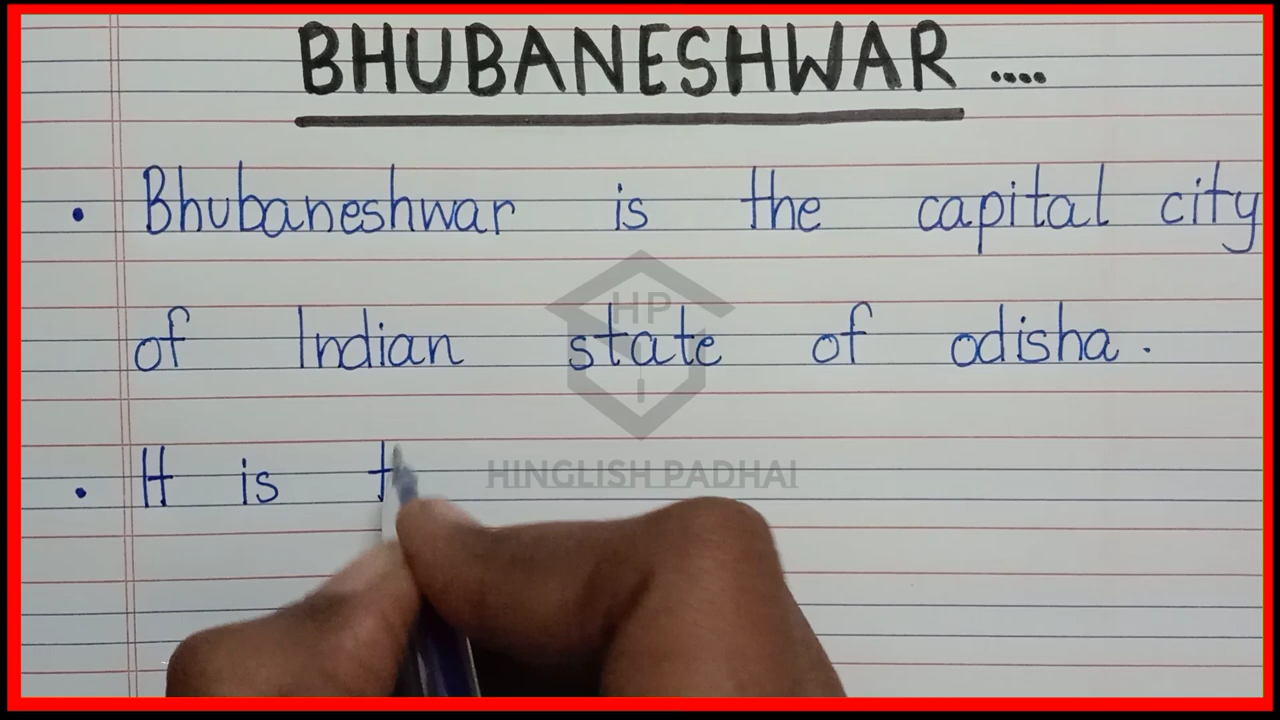 BHUBANESHWAR ....
• Bhubaneshwar is the capital city
of Indian state of odisha.
HP
I
• It is
HINGLISH PADHAI